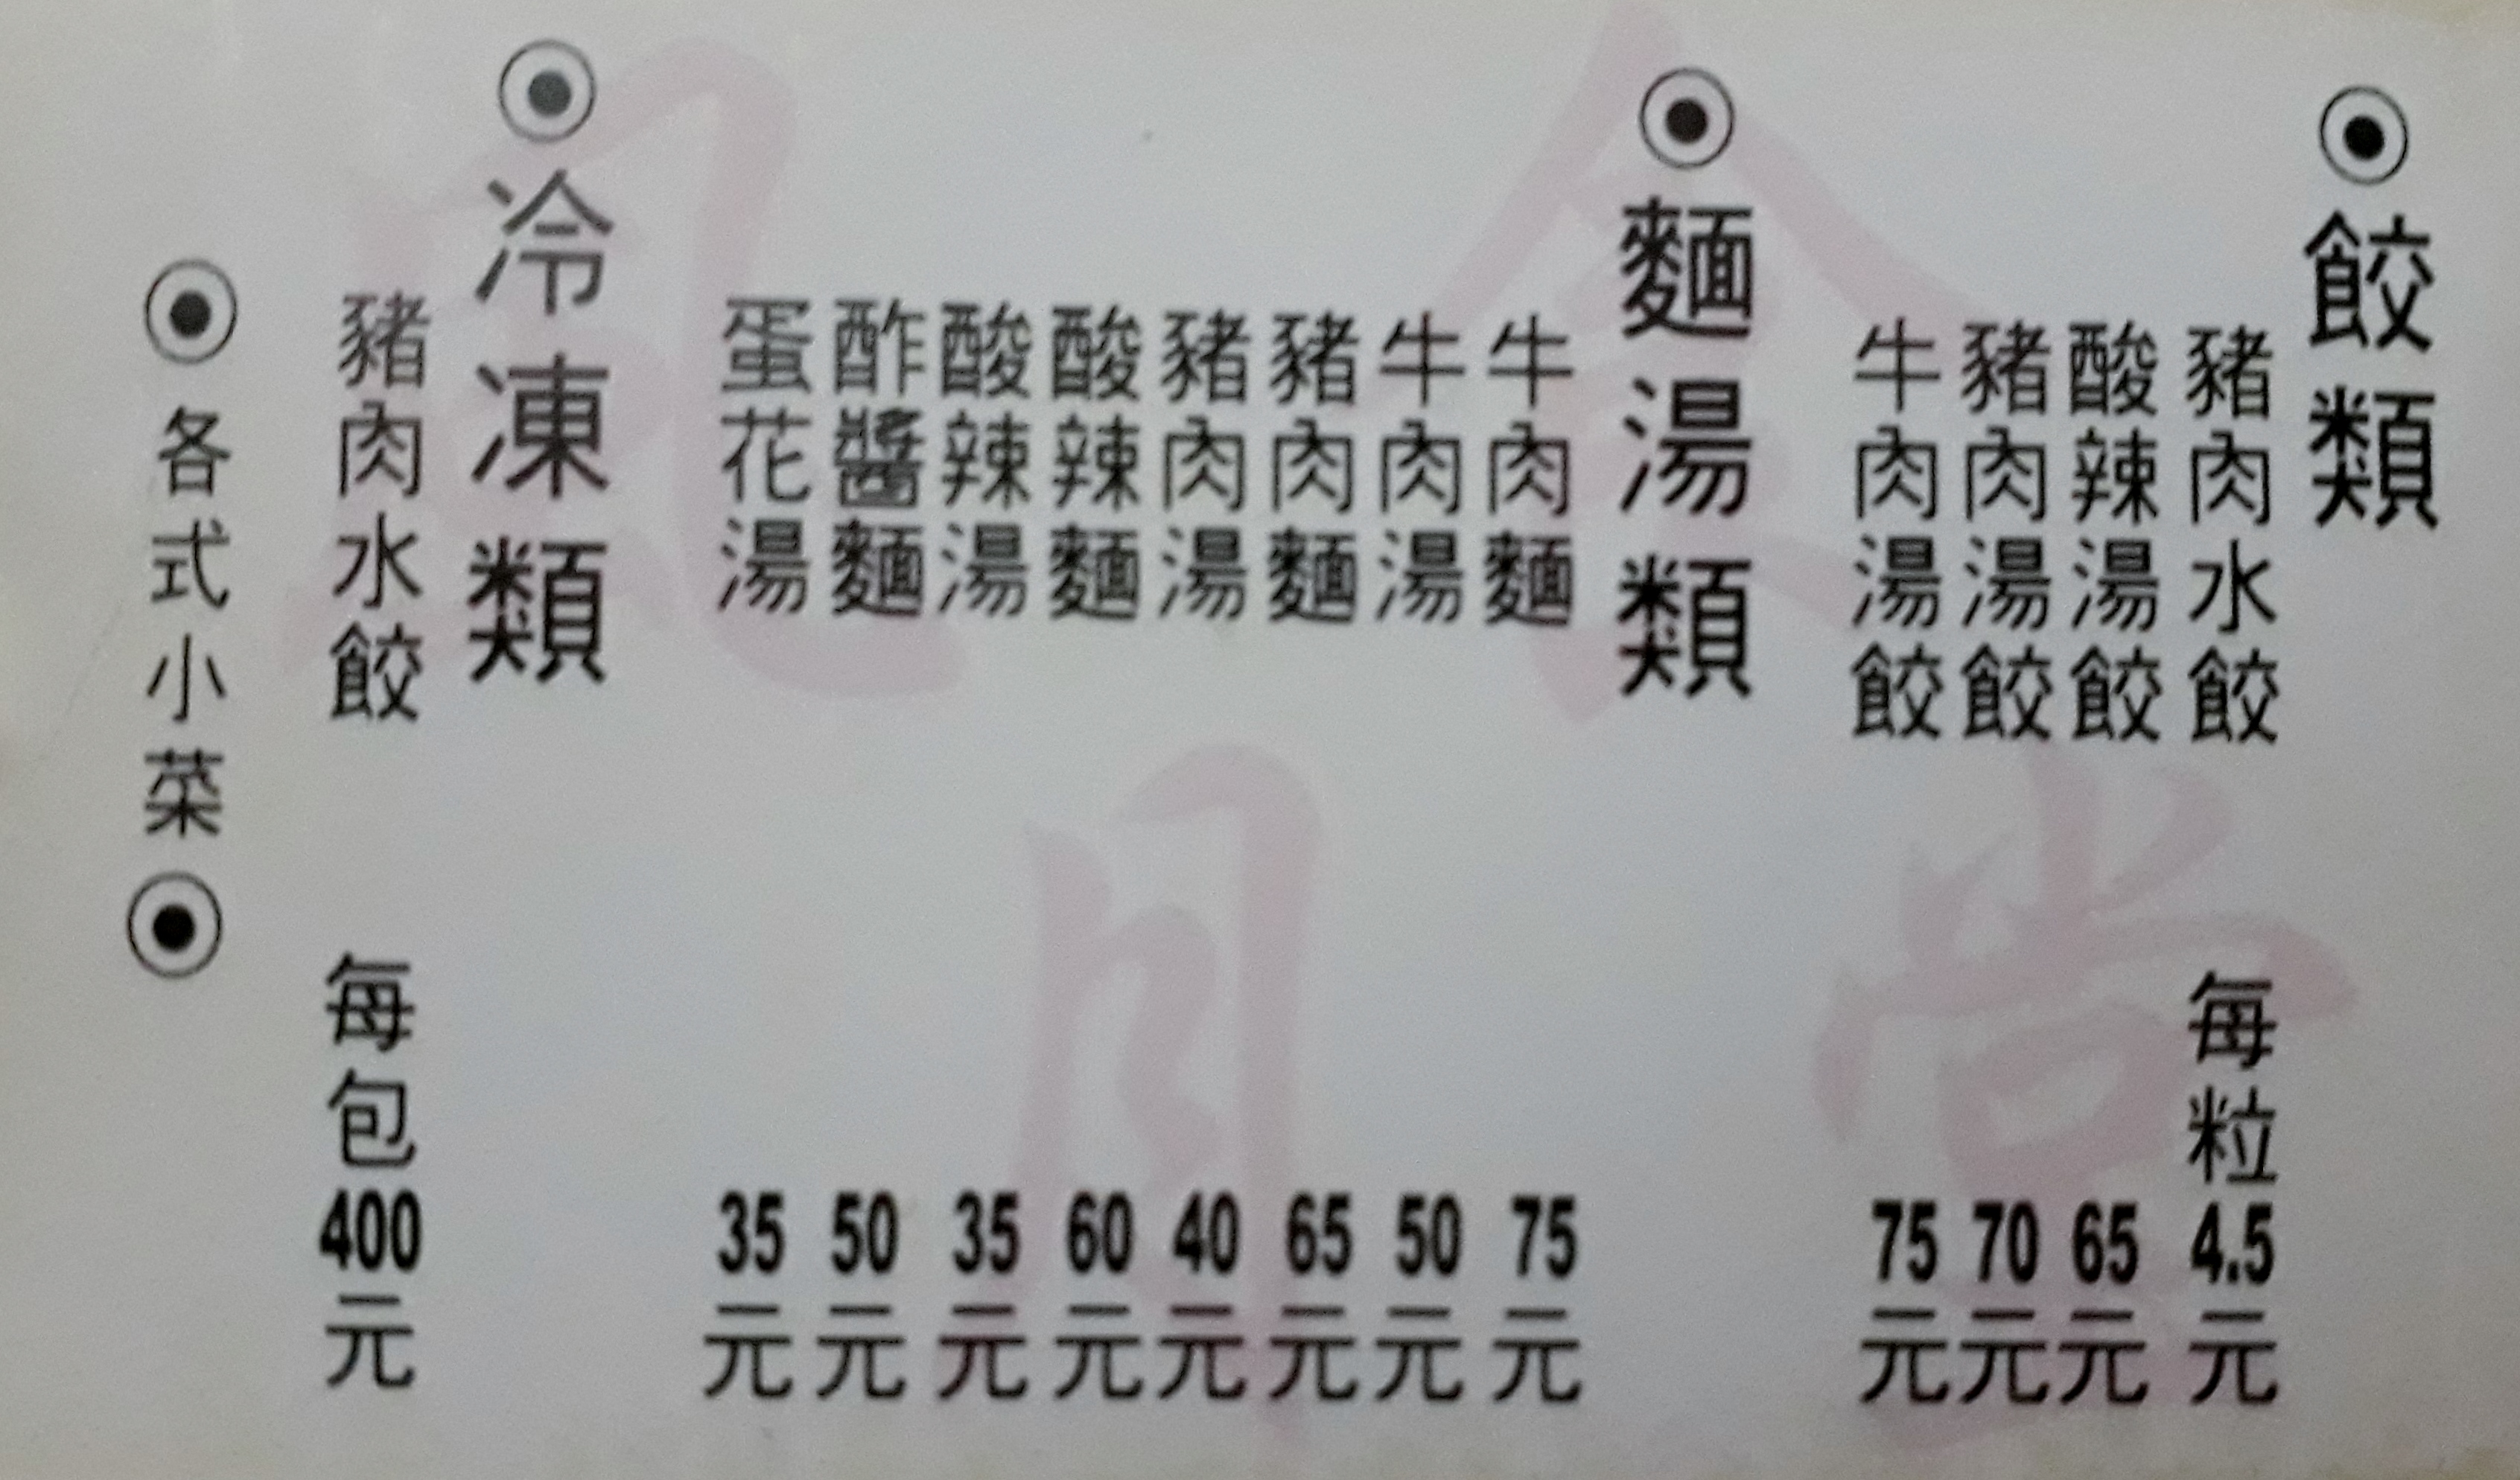 ◉餃類
豬肉水餃 每粒4.5元
酸辣湯餃 65元
豬肉湯餃 70元
牛肉湯餃 75元
◉麵湯類
牛肉麵 75元
牛肉湯 50元
豬肉麵 65元
豬肉湯 40元
酸辣麵 60元
酸辣湯 35元
酢醬麵 50元
蛋花湯 35元
◉冷凍類
豬肉水餃 每包400元
◉各式小菜◉